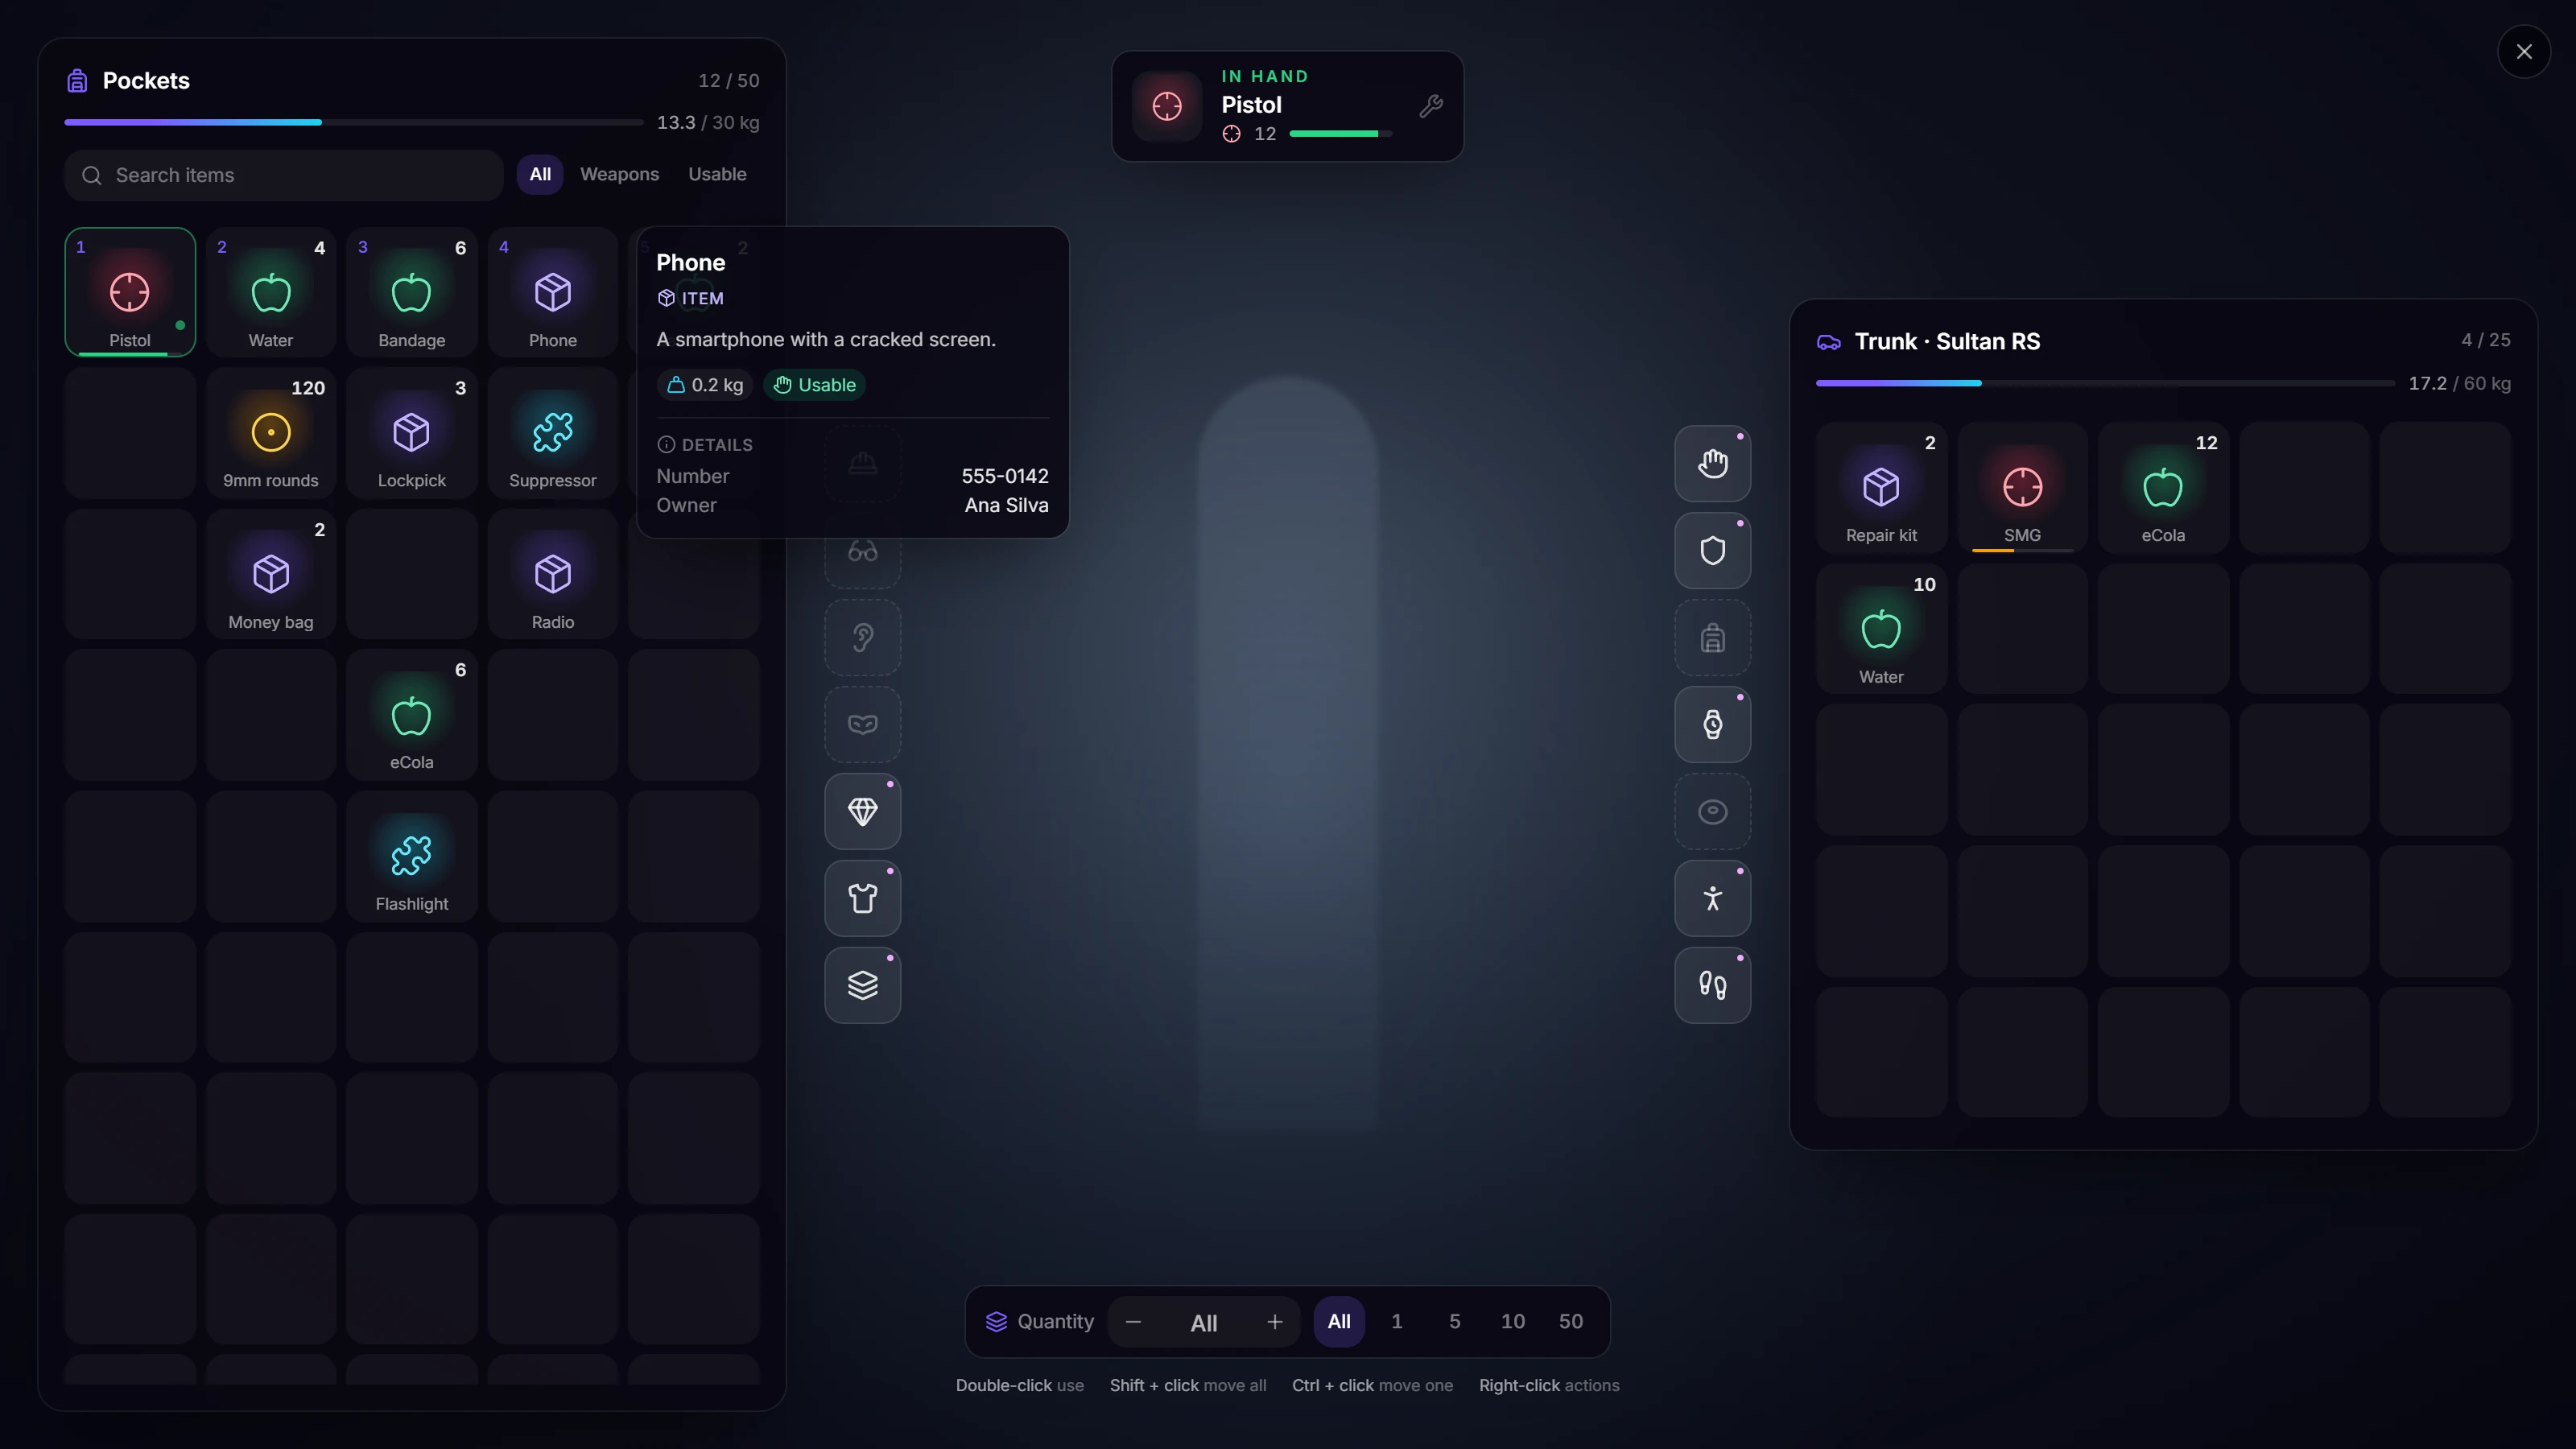 Pockets
12 / 50
13.3 / 30 kg
Search items
All
Weapons
Usable
1
Pistol
2
4
Water
3
6
Bandage
4
Phone
5
2
120
9mm rounds
3
Lockpick
Suppressor
2
Money bag
Radio
6
eCola
Flashlight
Phone
ITEM
A smartphone with a cracked screen.
0.2 kg
Usable
DETAILS
Number 555-0142
Owner Ana Silva
IN HAND
Pistol
12
Trunk · Sultan RS
4 / 25
17.2 / 60 kg
2
Repair kit
SMG
12
eCola
10
Water
Quantity
All
All
1
5
10
50
Double-click use
Shift + click move all
Ctrl + click move one
Right-click actions